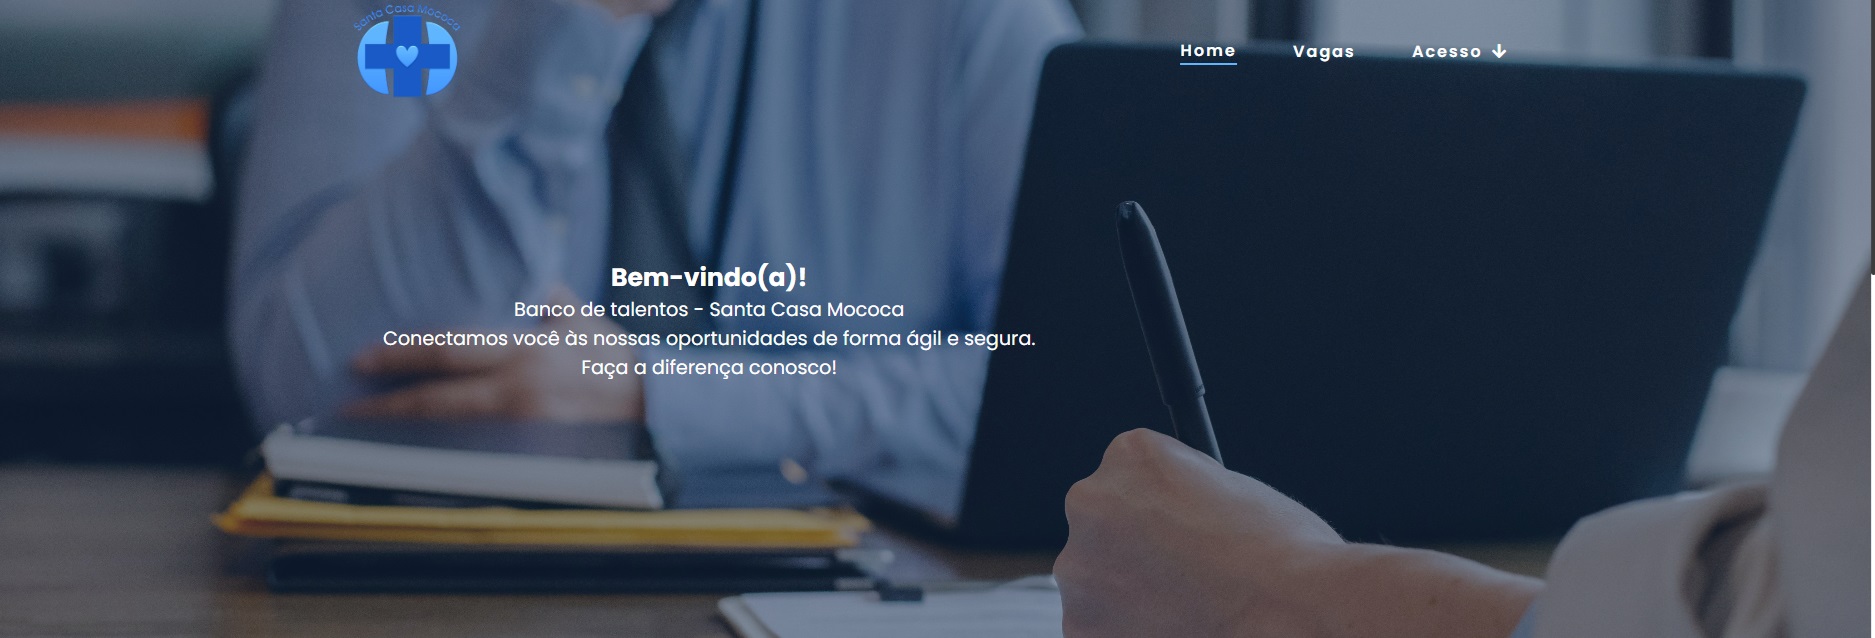 Santa Casa Mococa
Home
Vagas
Acesso
Bem-vindo(a)!
Banco de talentos - Santa Casa Mococa
Conectamos você às nossas oportunidades de forma ágil e segura.
Faça a diferença conosco!